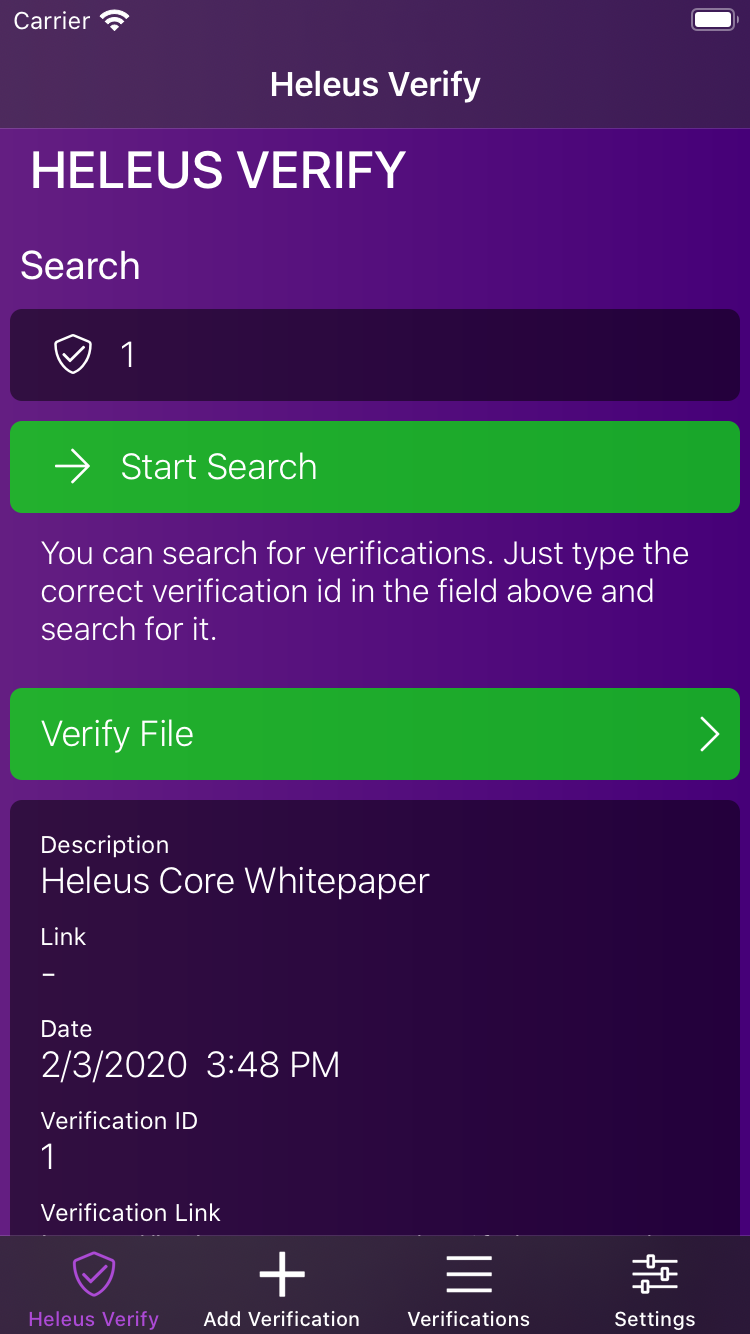 Carrier
Heleus Verify
HELEUS VERIFY
Search
1
Start Search
You can search for verifications. Just type the
correct verification id in the field above and
search for it.
Verify File
Description
Heleus Core Whitepaper
Link
-
Date
2/3/2020 3:48 PM
Verification ID
1
Verification Link
Heleus Verify
Add Verification
Verifications
Settings